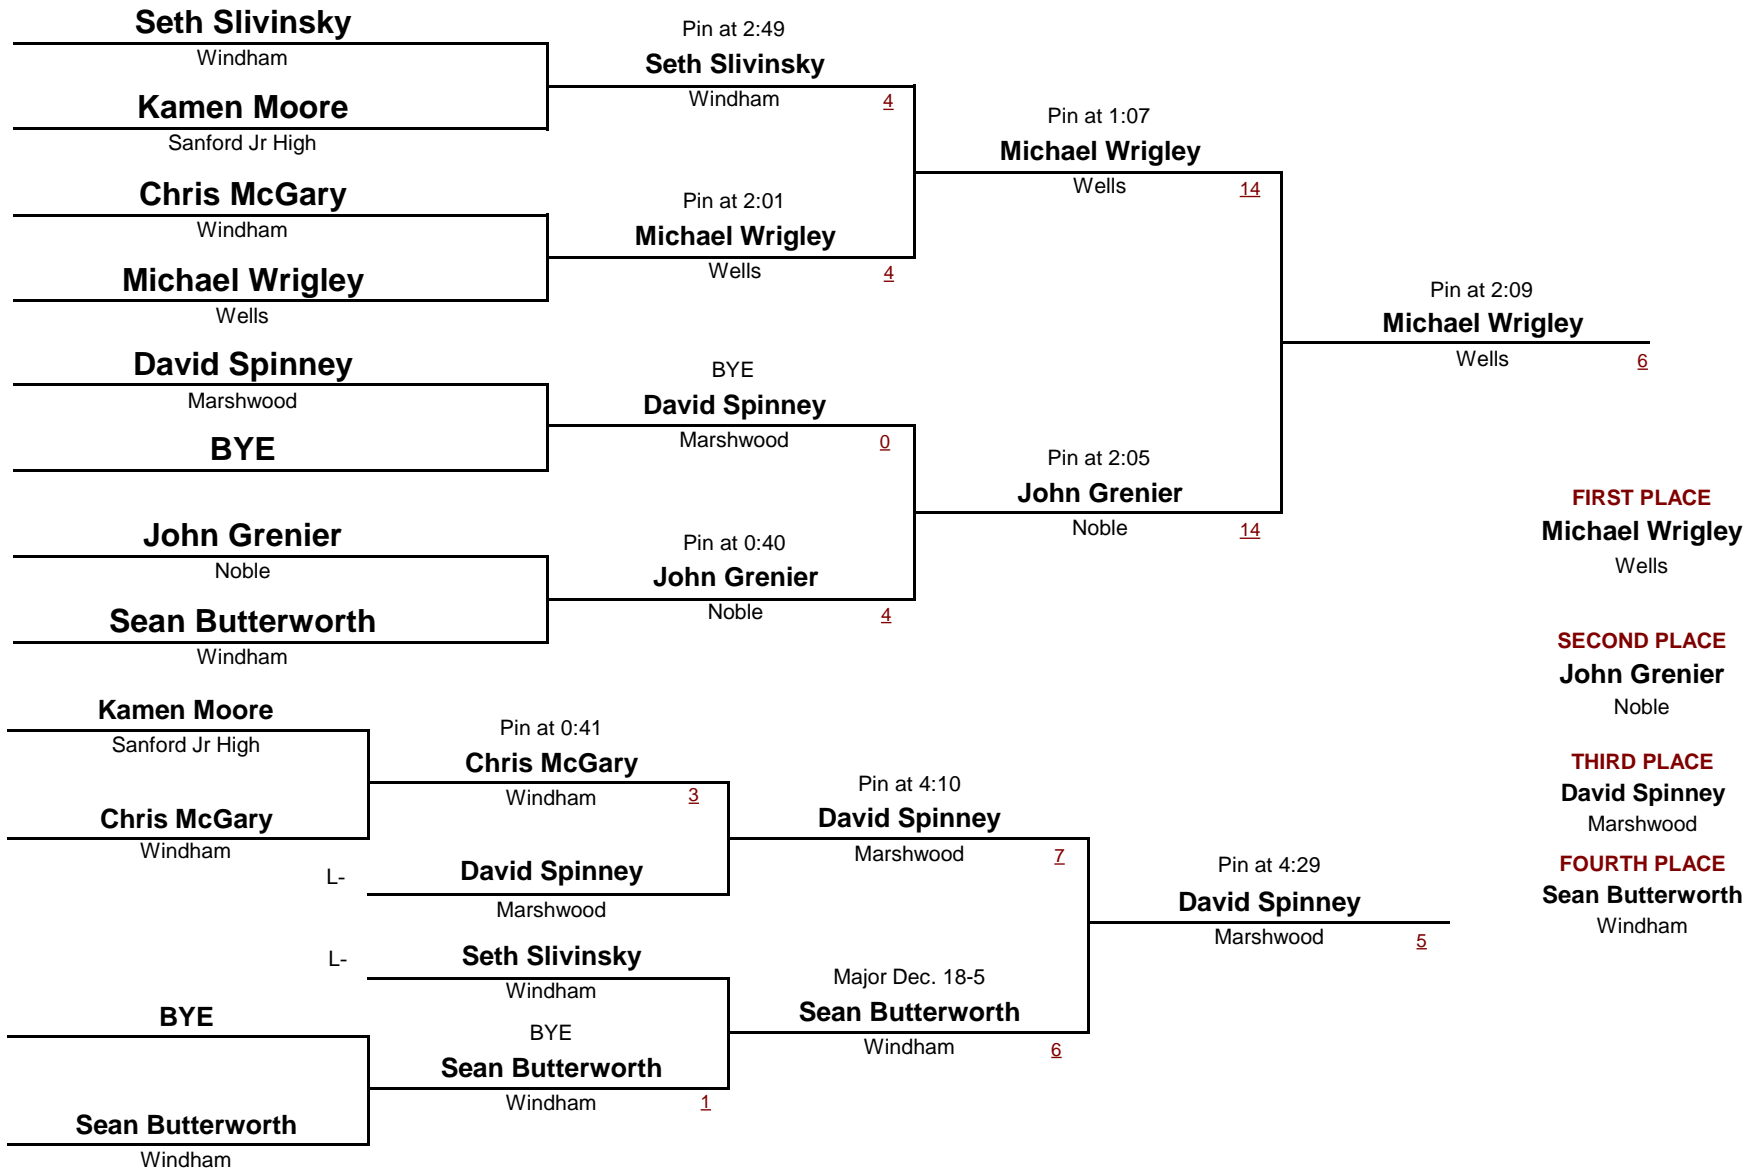 Seth Slivinsky
Windham
Kamen Moore
Sanford Jr High
Chris McGary
Windham
Michael Wrigley
Wells
David Spinney
Marshwood
BYE
John Grenier
Noble
Sean Butterworth
Windham
Pin at 2:49
Seth Slivinsky
Windham 4
Pin at 2:01
Michael Wrigley
Wells 4
BYE
David Spinney
Marshwood 0
Pin at 0:40
John Grenier
Noble 4
Pin at 1:07
Michael Wrigley
Wells 14
Pin at 2:05
John Grenier
Noble 14
Pin at 2:09
Michael Wrigley
Wells 6
FIRST PLACE
Michael Wrigley
Wells
SECOND PLACE
John Grenier
Noble
THIRD PLACE
David Spinney
Marshwood
FOURTH PLACE
Sean Butterworth
Windham
Kamen Moore
Sanford Jr High
Chris McGary
Windham
BYE
Sean Butterworth
Windham
Pin at 0:41
Chris McGary
Windham 3
L- David Spinney
Marshwood
L- Seth Slivinsky
Windham
BYE
Sean Butterworth
Windham 1
Pin at 4:10
David Spinney
Marshwood 7
Major Dec. 18-5
Sean Butterworth
Windham 6
Pin at 4:29
David Spinney
Marshwood 5